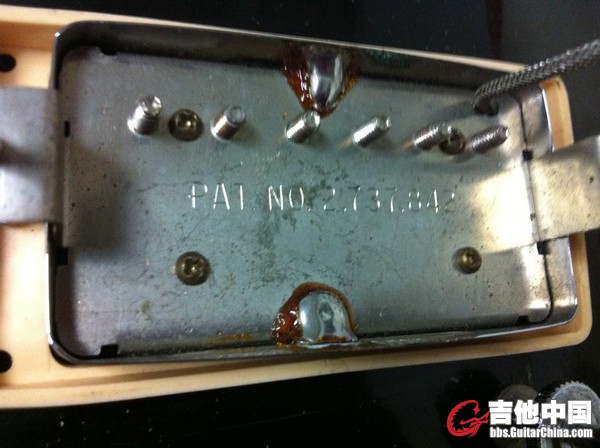 PAT. NO. 2,737,842
吉他中国
bbs.GuitarChina.com